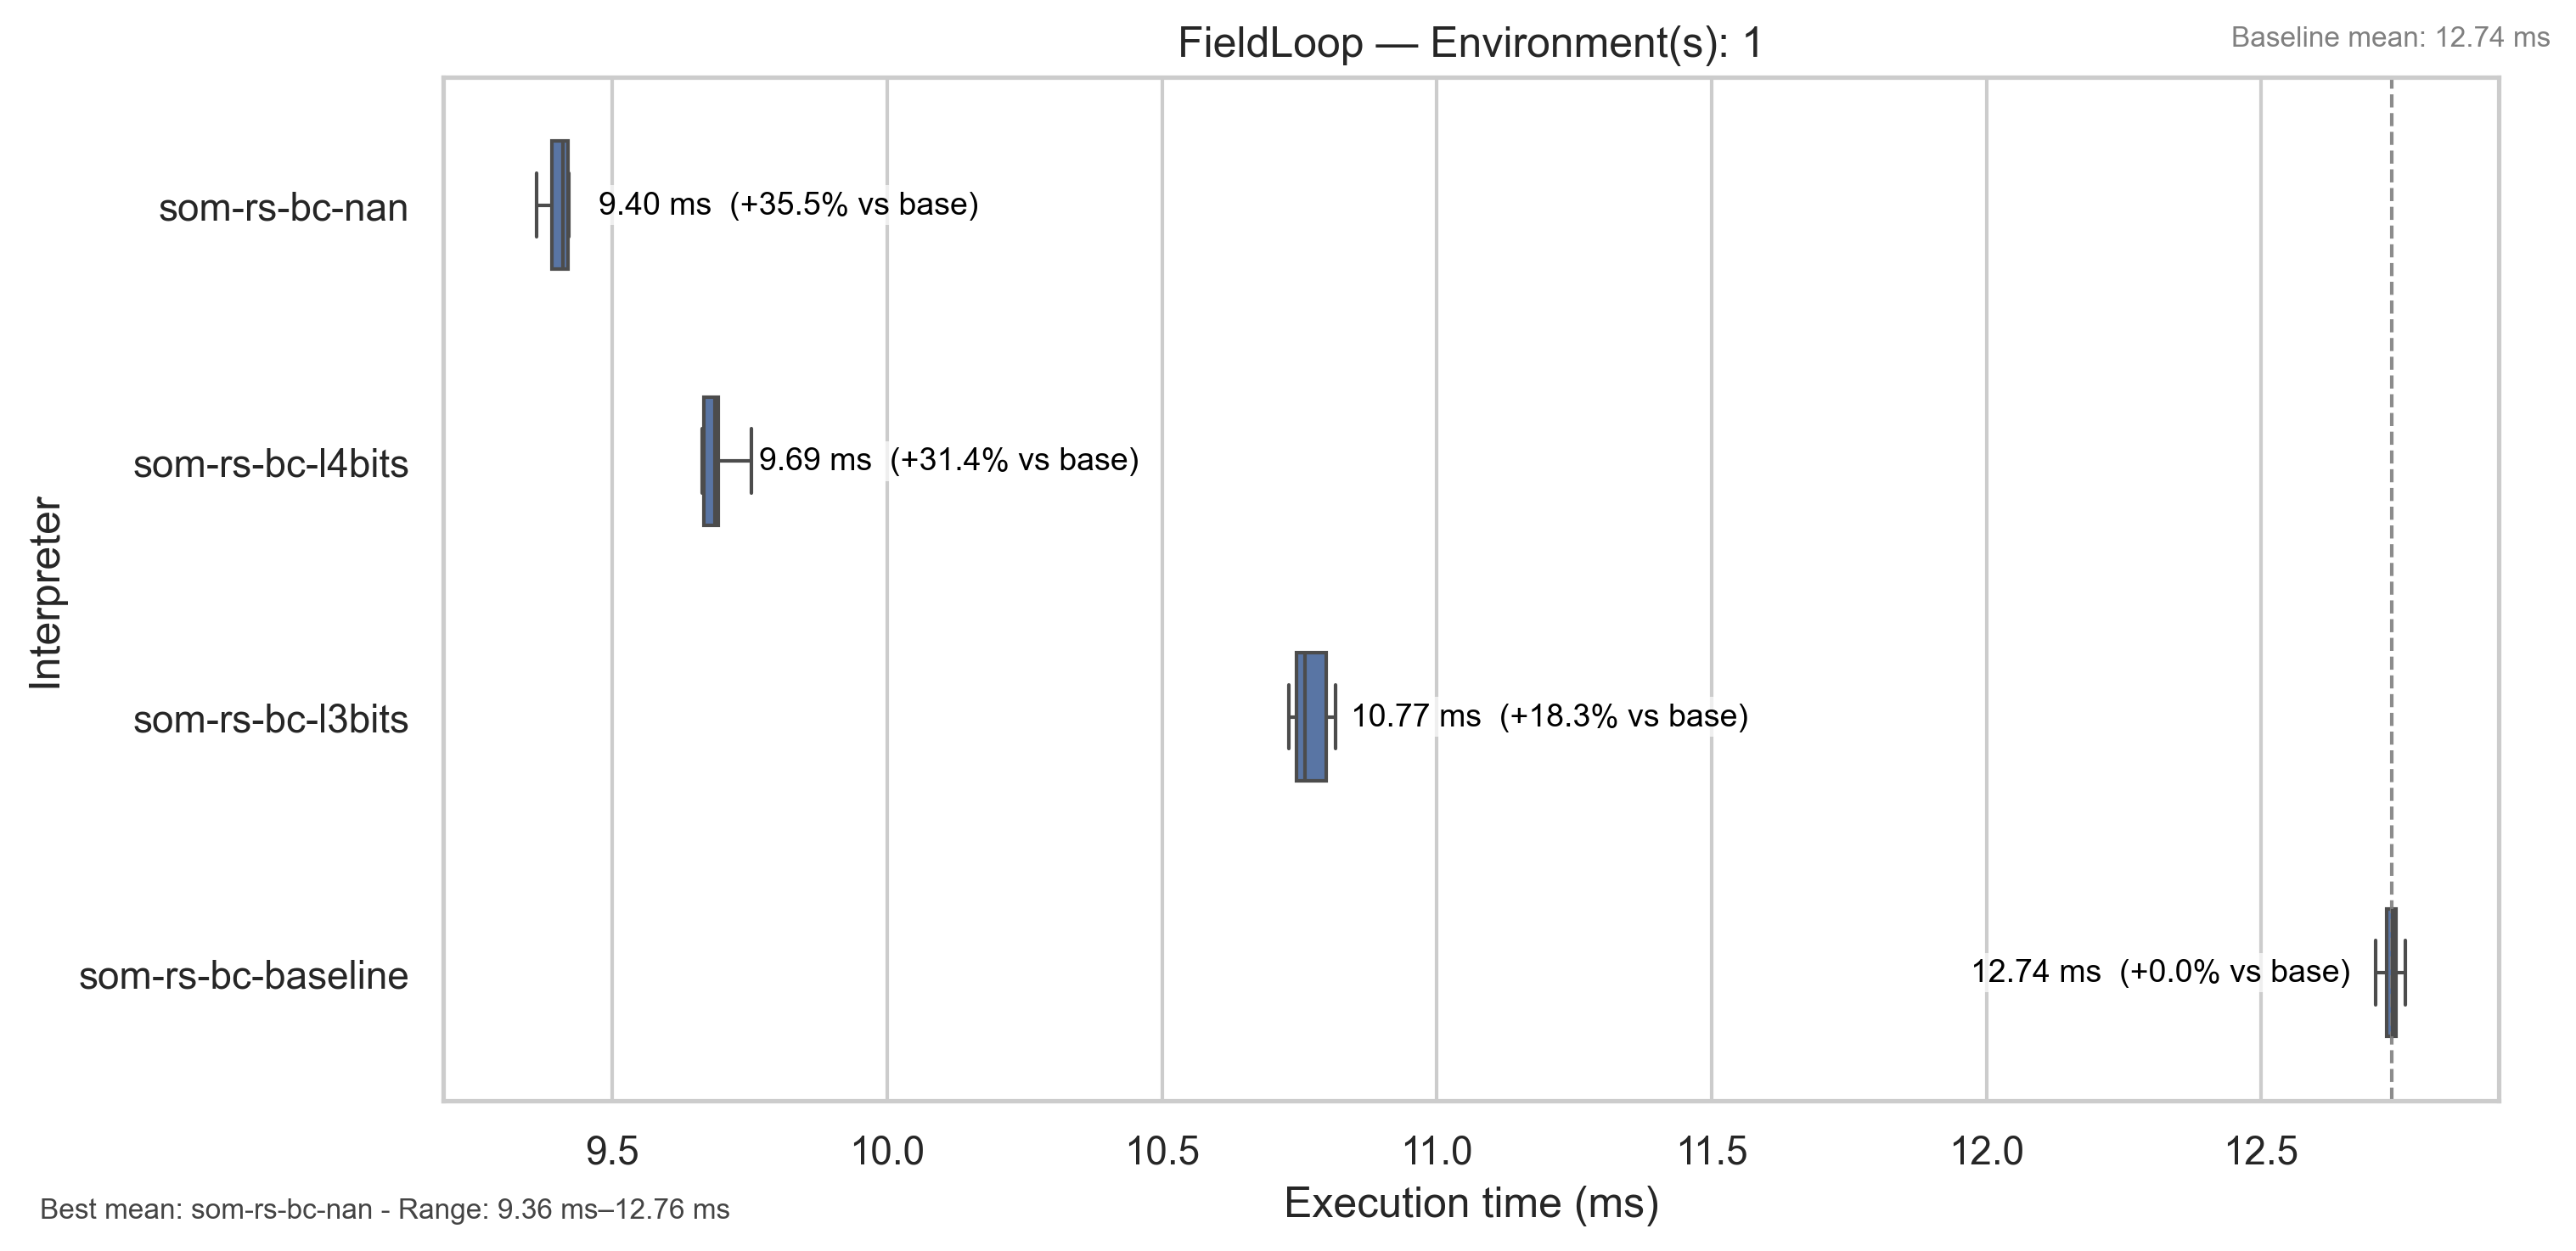 FieldLoop — Environment(s): 1
Baseline mean: 12.74 ms
Interpreter
som-rs-bc-nan
9.40 ms (+35.5% vs base)
som-rs-bc-l4bits
9.69 ms (+31.4% vs base)
som-rs-bc-l3bits
10.77 ms (+18.3% vs base)
som-rs-bc-baseline
12.74 ms (+0.0% vs base)
9.5 10.0 10.5 11.0 11.5 12.0 12.5
Execution time (ms)
Best mean: som-rs-bc-nan - Range: 9.36 ms–12.76 ms